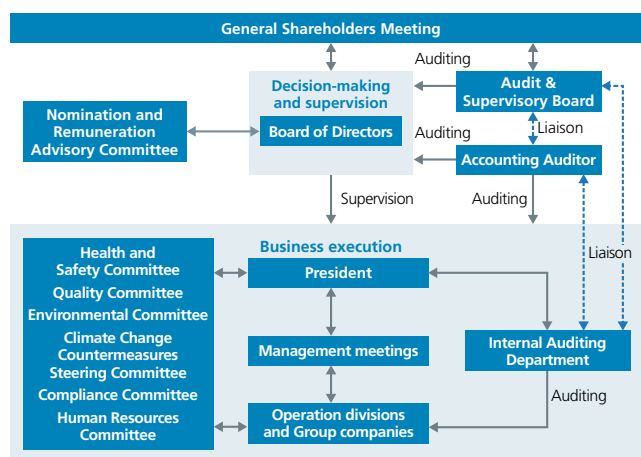 General Shareholders Meeting
Auditing
Decision-making
and supervision
Audit &
Supervisory Board
Nomination and
Remuneration
Advisory Committee
Board of Directors
Auditing
Liaison
Accounting Auditor
Supervision
Auditing
Business execution
Health and
Safety Committee
Quality Committee
Environmental Committee
Climate Change
Countermeasures
Steering Committee
Compliance Committee
Human Resources
Committee
President
Liaison
Management meetings
Internal Auditing
Department
Auditing
Operation divisions
and Group companies